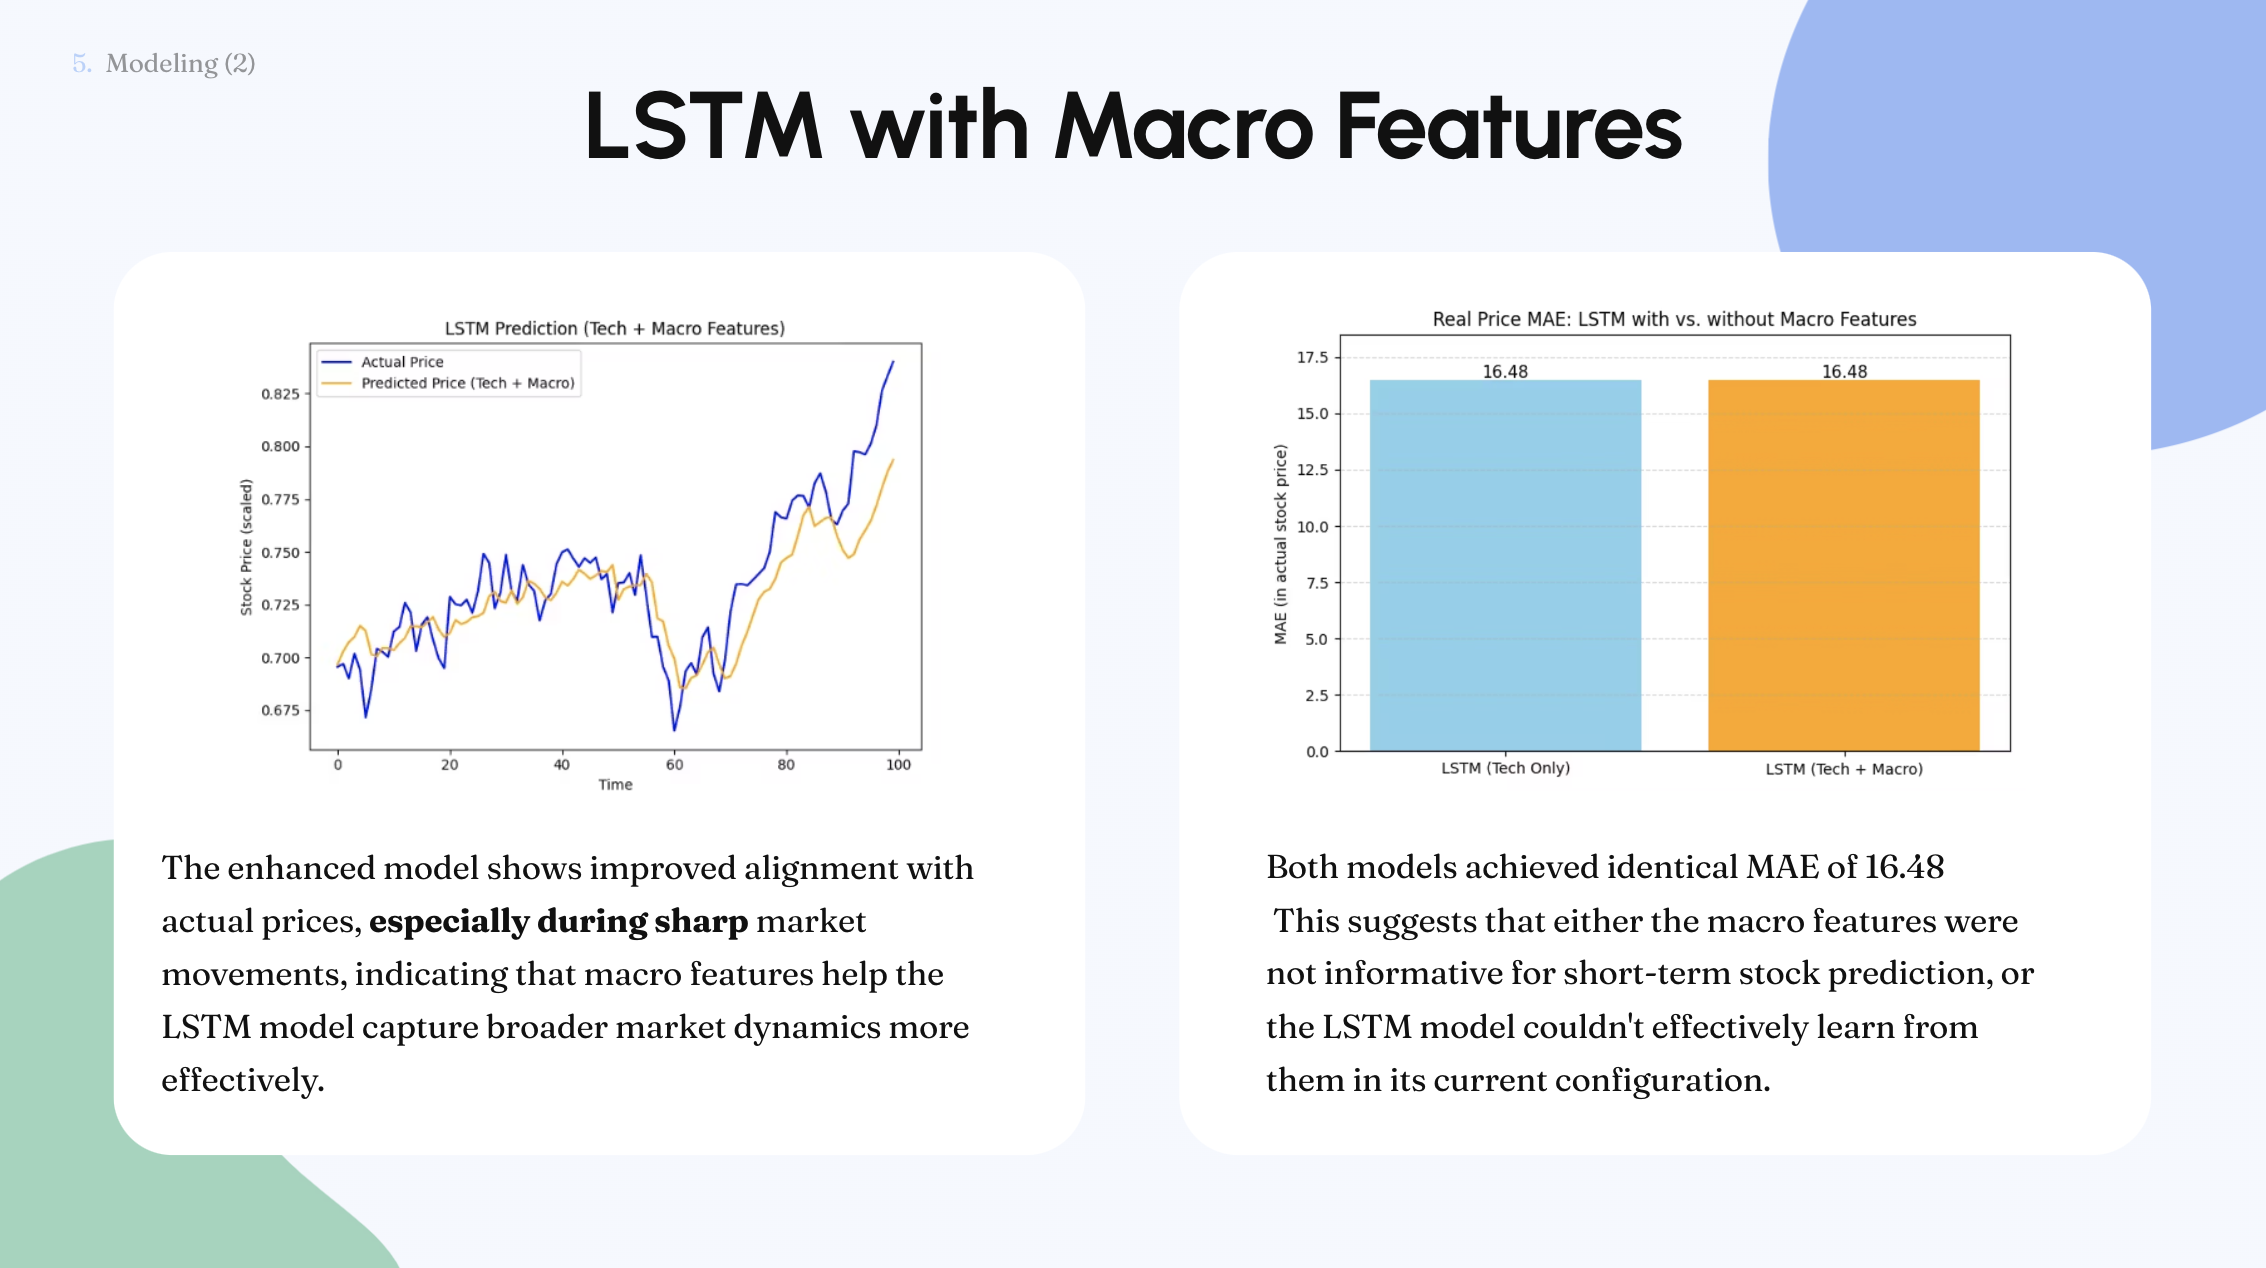 5. Modeling (2)
LSTM with Macro Features
LSTM Prediction (Tech + Macro Features)
Actual Price
Predicted Price (Tech + Macro)
Stock Price (scaled)
0.825
0.800
0.775
0.750
0.725
0.700
0.675
0 20 40 60 80 100
Time
The enhanced model shows improved alignment with
actual prices, especially during sharp market
movements, indicating that macro features help the
LSTM model capture broader market dynamics more
effectively.
Real Price MAE: LSTM with vs. without Macro Features
MAE (in actual stock price)
17.5
15.0
12.5
10.0
7.5
5.0
2.5
0.0
16.48 16.48
LSTM (Tech Only) LSTM (Tech + Macro)
Both models achieved identical MAE of 16.48
This suggests that either the macro features were
not informative for short-term stock prediction, or
the LSTM model couldn't effectively learn from
them in its current configuration.